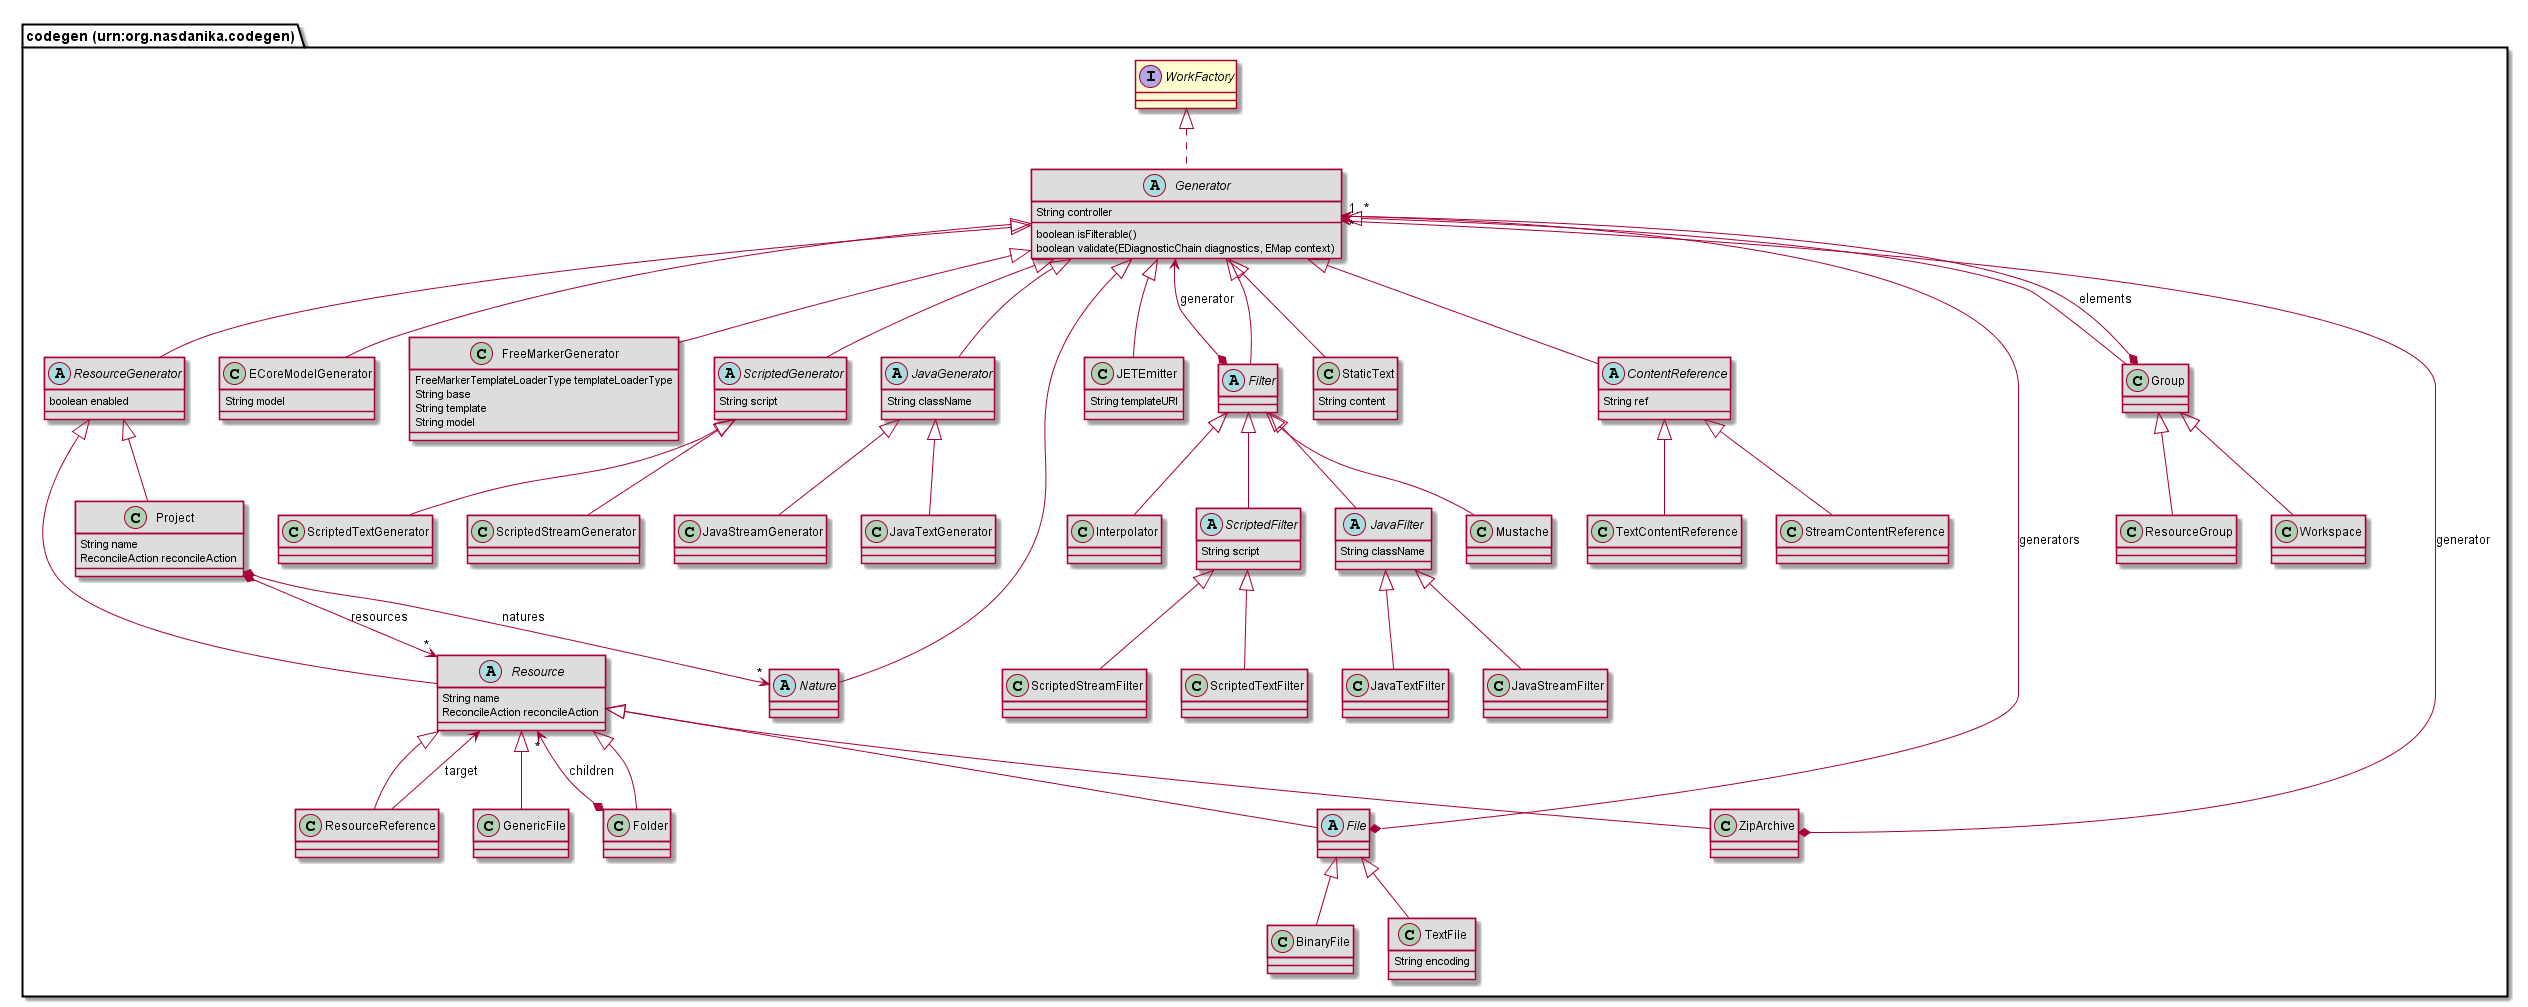 codegen (urn:org.nasdanika.codegen)
I WorkFactory
A Generator
String controller
boolean isFilterable()
boolean validate(EDiagnosticChain diagnostics, EMap context)
1 *
generator
elements
A ResourceGenerator
boolean enabled
C ECoreModelGenerator
String model
C FreeMarkerGenerator
FreeMarkerTemplateLoaderType templateLoaderType
String base
String template
String model
A ScriptedGenerator
String script
A JavaGenerator
String className
C JETEmitter
String templateURI
A Filter
C StaticText
String content
A ContentReference
String ref
C Group
C Project
String name
ReconcileAction reconcileAction
C ScriptedTextGenerator
C ScriptedStreamGenerator
C JavaStreamGenerator
C JavaTextGenerator
C Interpolator
A ScriptedFilter
String script
A JavaFilter
String className
C Mustache
C TextContentReference
C StreamContentReference
generators
C ResourceGroup
C Workspace
generator
resources
natures
*
*
A Resource
String name
ReconcileAction reconcileAction
A Nature
C ScriptedStreamFilter
C ScriptedTextFilter
C JavaTextFilter
C JavaStreamFilter
*
target
children
C ResourceReference
C GenericFile
C Folder
A File
C ZipArchive
C BinaryFile
C TextFile
String encoding